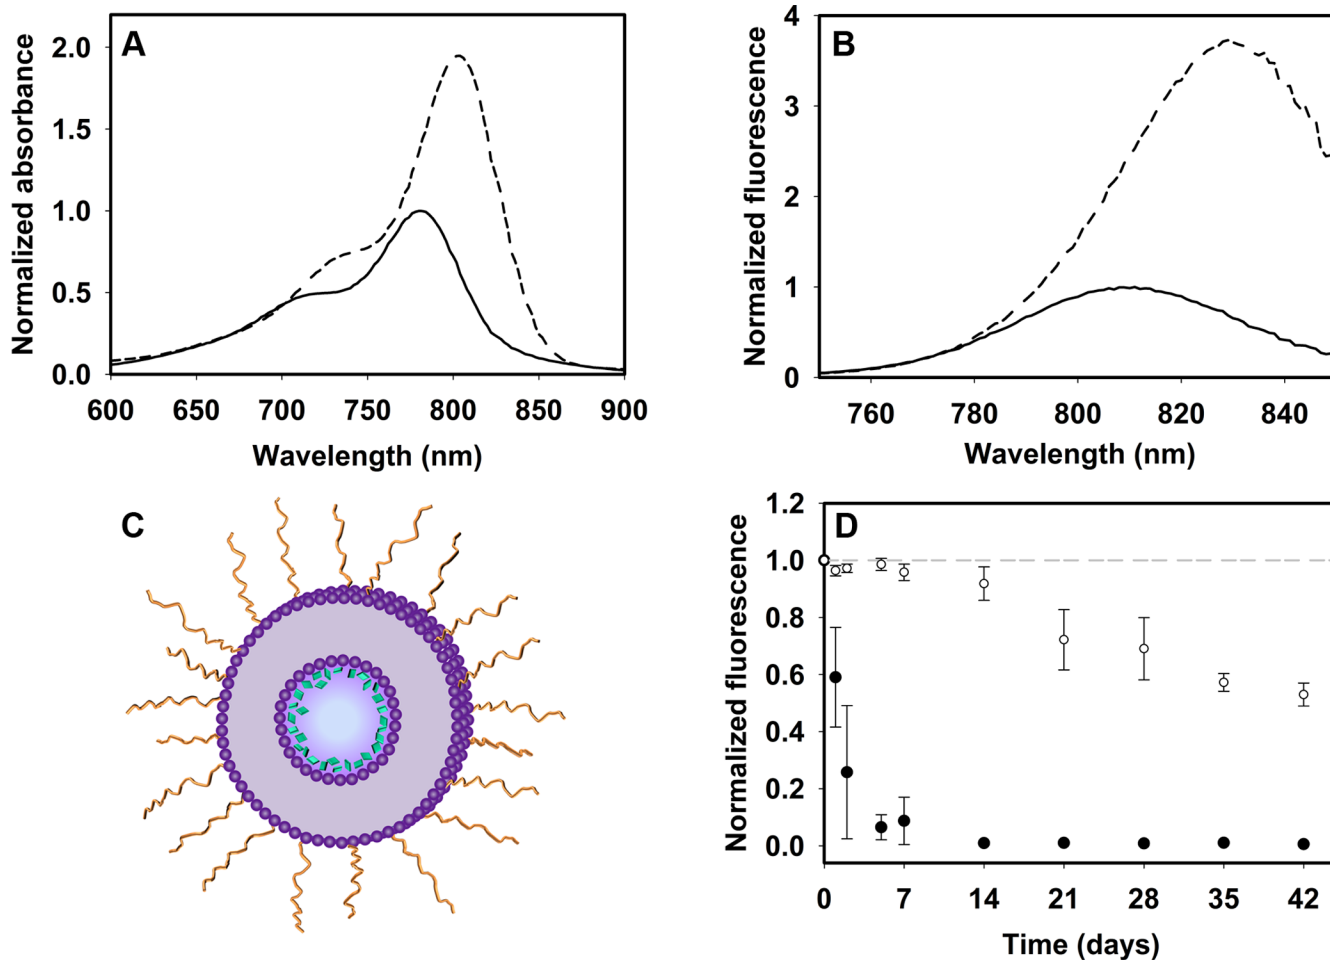 A
Normalized absorbance
2.0
1.5
1.0
0.5
0.0
600 650 700 750 800 850 900
Wavelength (nm)
B
Normalized fluorescence
4
3
2
1
0
760 780 800 820 840
Wavelength (nm)
C
D
Normalized fluorescence
1.2
1.0
0.8
0.6
0.4
0.2
0.0
0 7 14 21 28 35 42
Time (days)